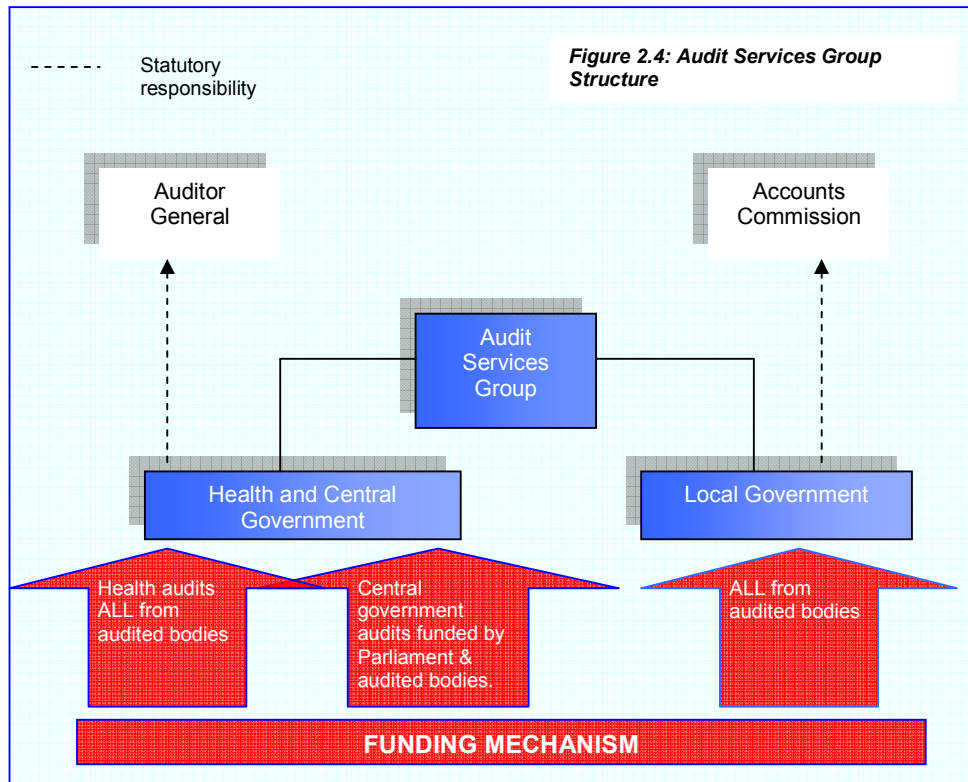 Statutory
responsibility
Figure 2.4: Audit Services Group
Structure
Auditor
General
Accounts
Commission
Audit
Services
Group
Health and Central
Government
Local Government
Health audits
ALL from
audited bodies
Central
government
audits funded by
Parliament &
audited bodies.
ALL from
audited bodies
FUNDING MECHANISM